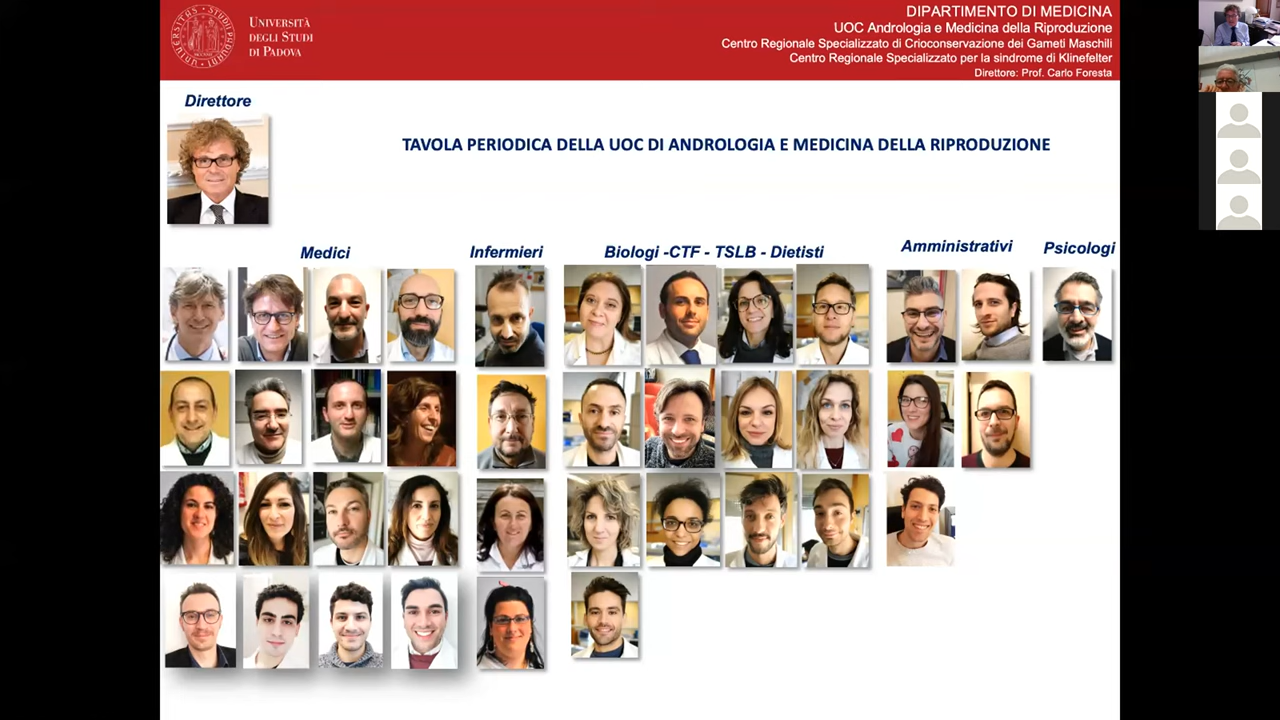 UNIVERSITÀ
DEGLI STUDI
DI PADOVA
DIPARTIMENTO DI MEDICINA
UOC Andrologia e Medicina della Riproduzione
Centro Regionale Specializzato di Crioconservazione dei Gameti Maschili
Centro Regionale Specializzato per la sindrome di Klinefelter
Direttore: Prof. Carlo Foresta
Direttore
TAVOLA PERIODICA DELLA UOC DI ANDROLOGIA E MEDICINA DELLA RIPRODUZIONE
Medici
Infermieri
Biologi -CTF - TSLB - Dietisti
Amministrativi
Psicologi